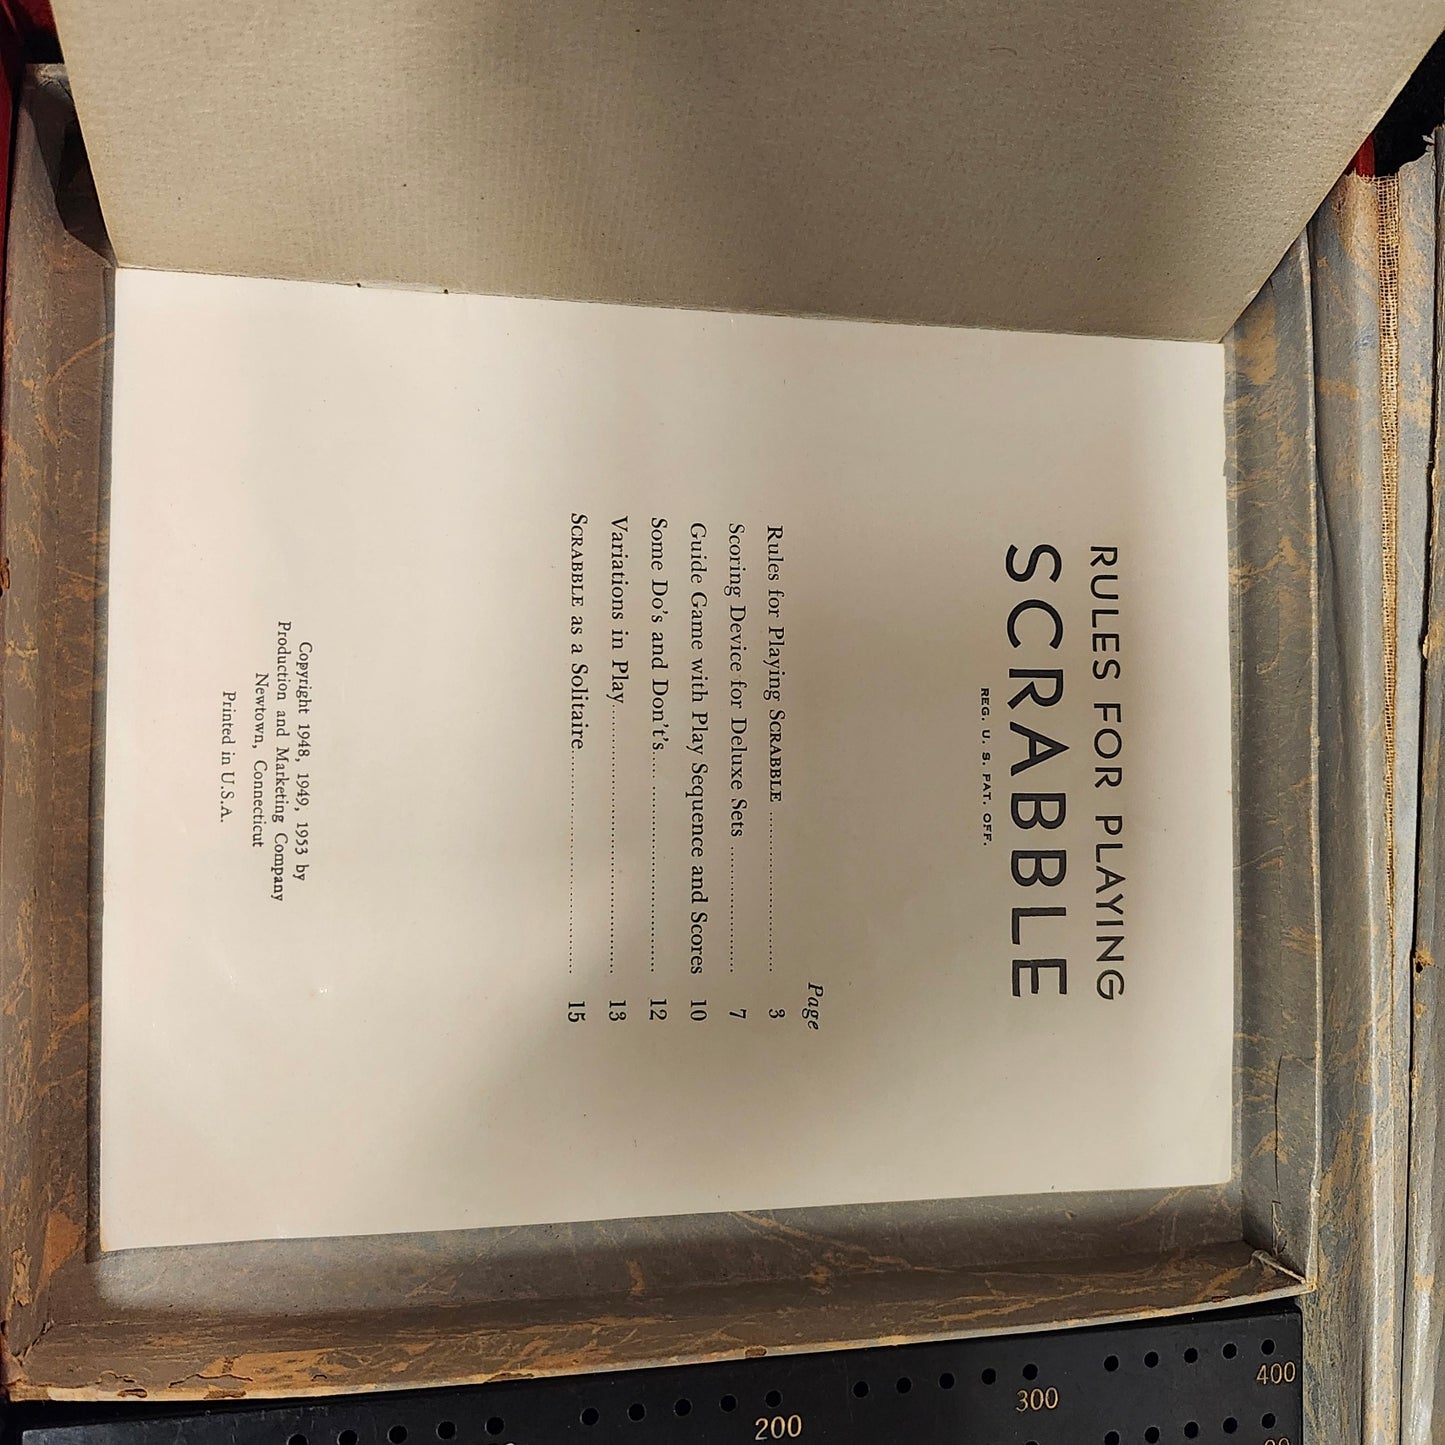 RULES FOR PLAYING
SCRABBLE
REG. U. S. PAT. OFF.
Page
Rules for Playing SCRABBLE ........................ 3
Scoring Device for Deluxe Sets .................... 7
Guide Game with Play Sequence and Scores 10
Some Do's and Don't's.... ........................... 12
Variations in Play........................................ 13
SCRABBLE as a Solitaire.................................. 15
Copyright 1948, 1949, 1953 by
Production and Marketing Company
Newtown, Connecticut
Printed in U.S.A.
200
300
400